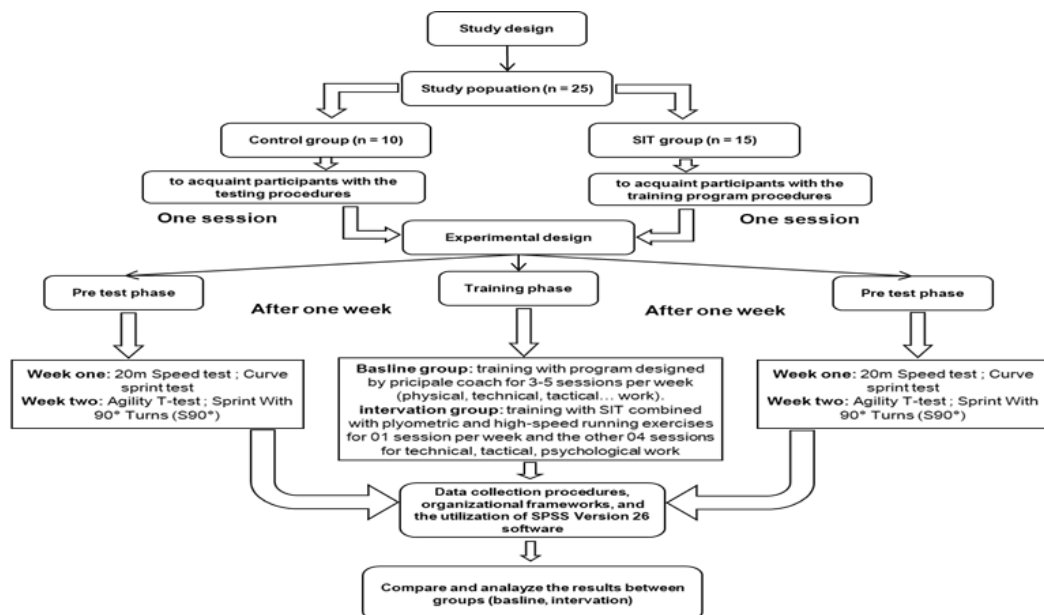 Study design
Study popuation (n = 25)
Control group (n = 10)
SIT group (n = 15)
to acquaint participants with the
testing procedures
to acquaint participants with the
training program procedures
One session
One session
Experimental design
Pre test phase
After one week
Training phase
After one week
Pre test phase
Week one: 20m Speed test ; Curve
sprint test
Week two: Agility T-test ; Sprint With
90° Turns (S90°)
Basline group: training with program designed
by pricipale coach for 3-5 sessions per week
(physical, technical, tactical... work).
intervation group: training with SIT combined
with plyometric and high-speed running exercises
for 01 session per week and the other 04 sessions
for technical, tactical, psychological work
Week one: 20m Speed test ; Curve
sprint test
Week two: Agility T-test ; Sprint With
90° Turns (S90°)
Data collection procedures,
organizational frameworks, and
the utilization of SPSS Version 26
software
Compare and analayze the results between
groups (basline, intervation)